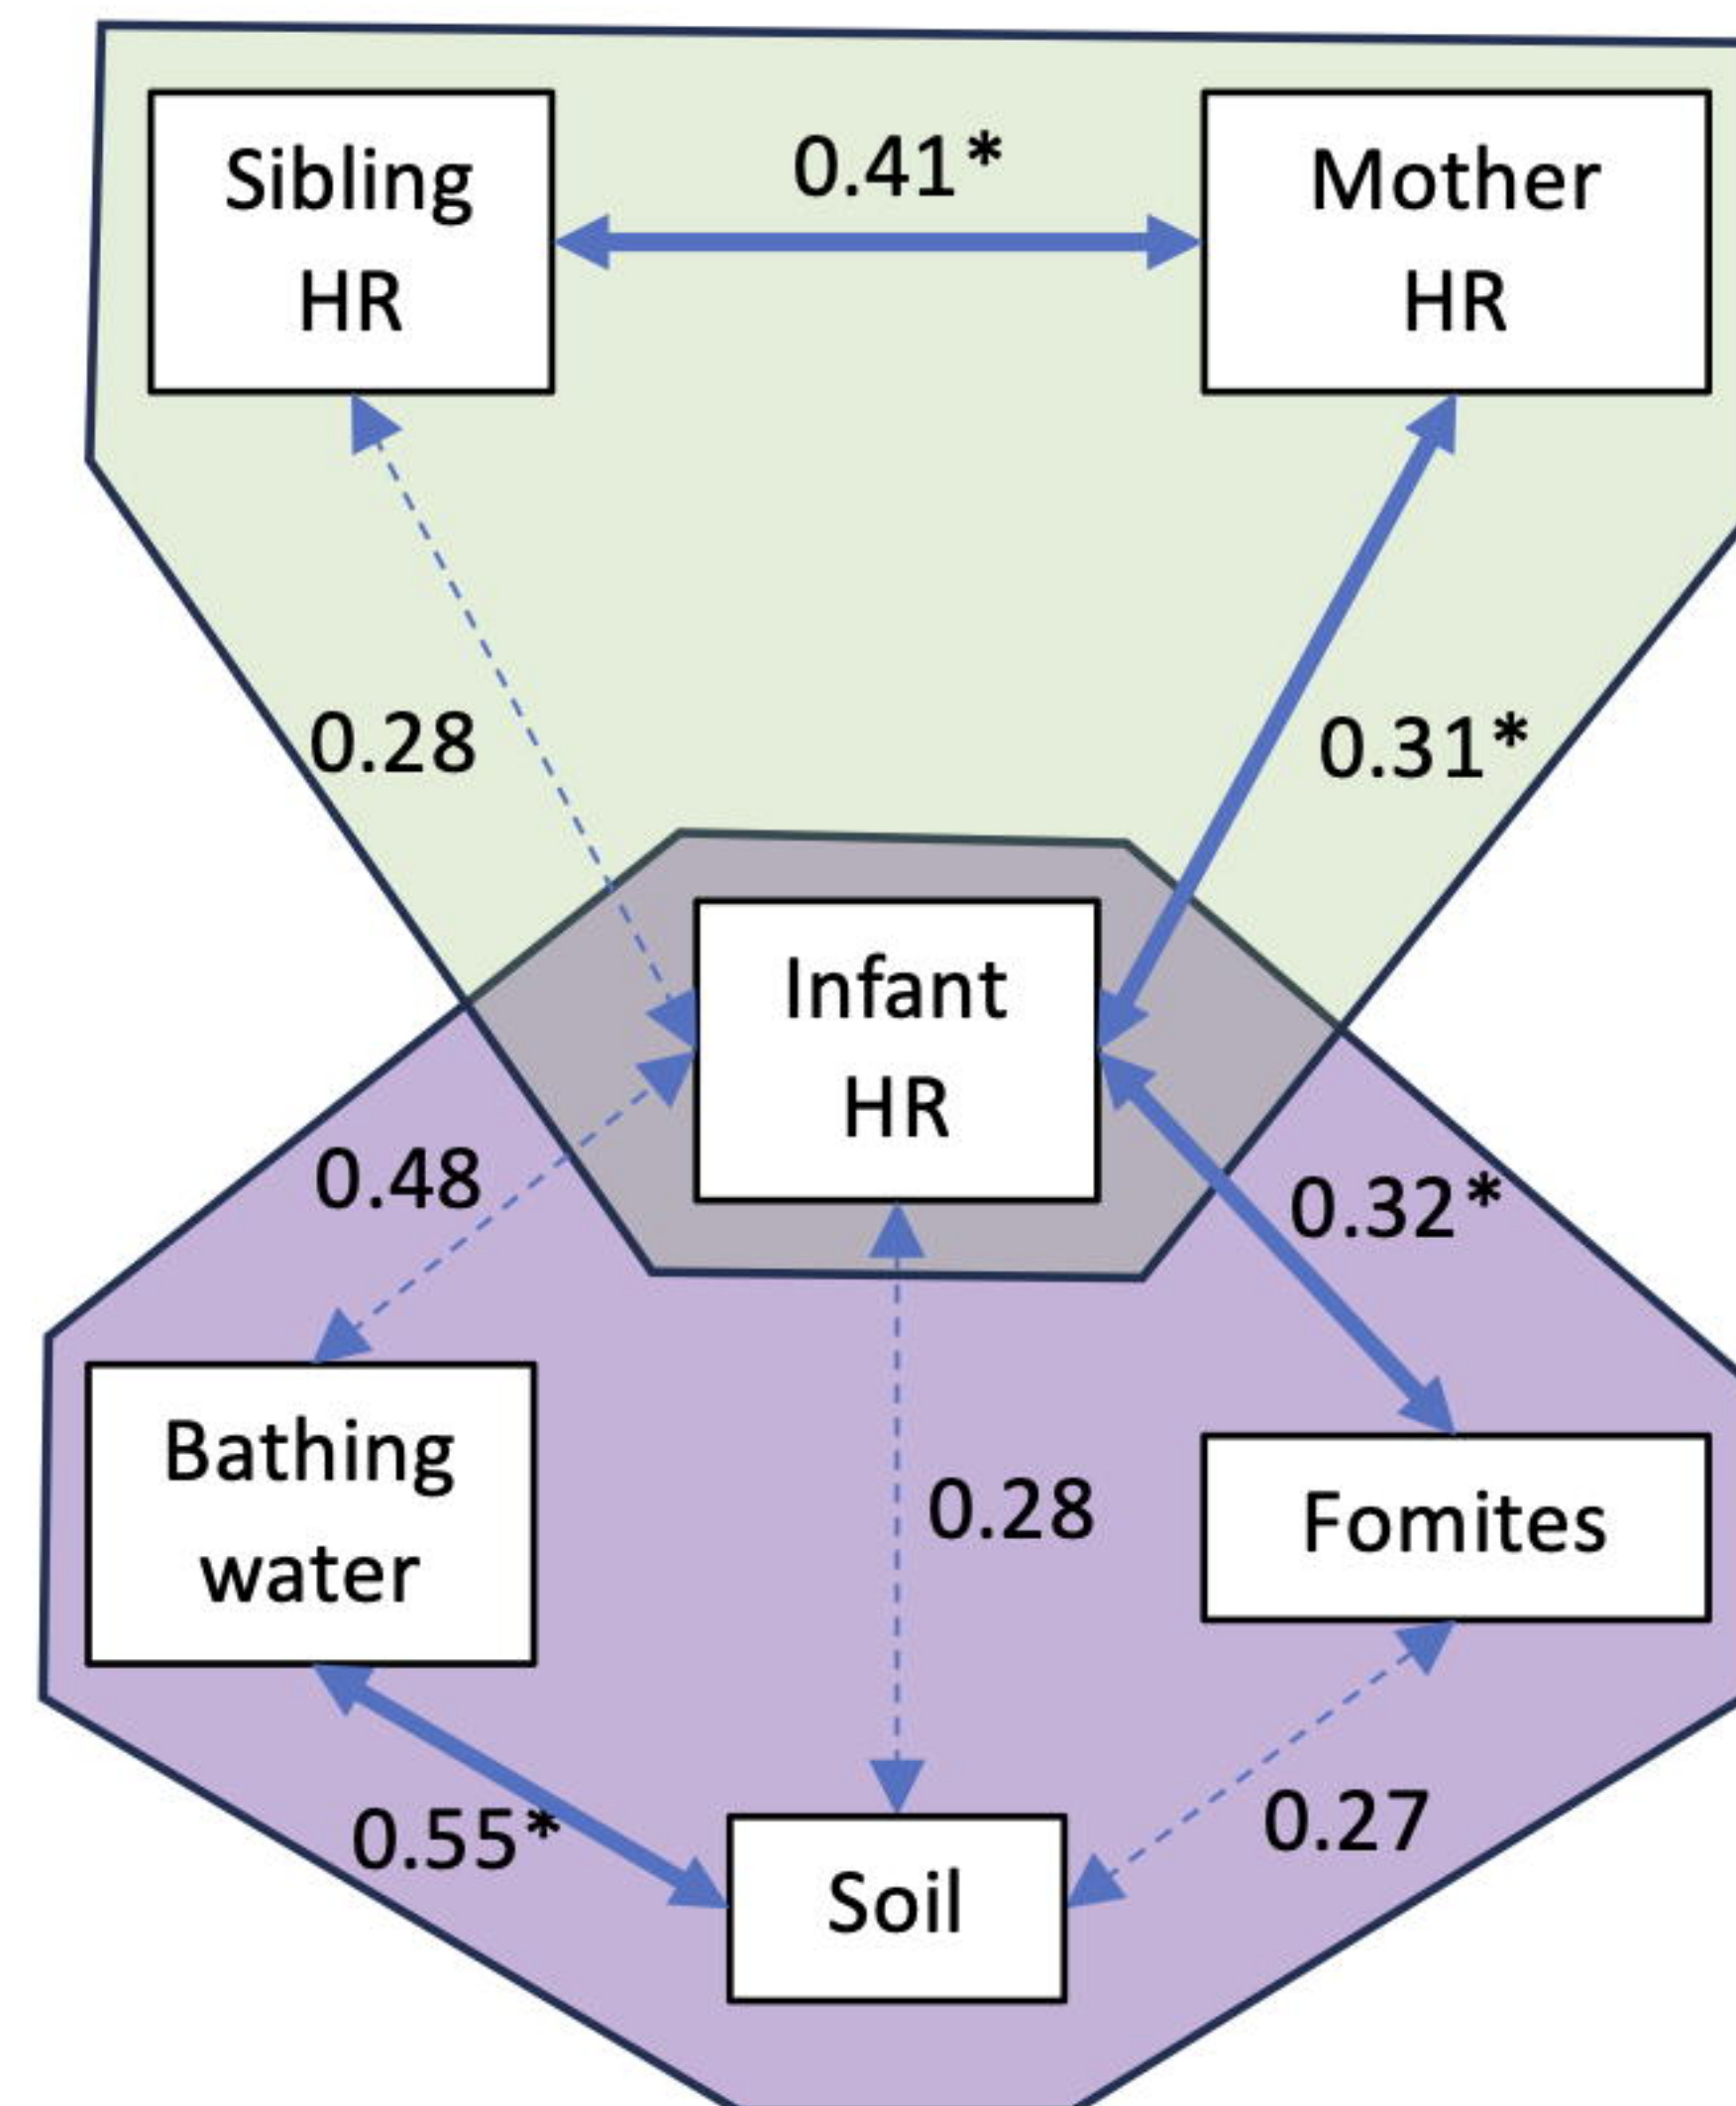 Sibling
HR
0.41*
Mother
HR
0.28
0.31*
Infant
HR
0.48
0.32*
Bathing
water
0.28
Fomites
0.55*
0.27
Soil